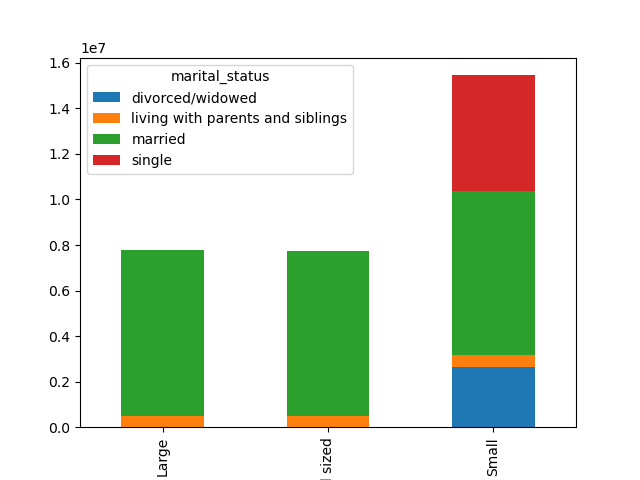 1e7
1.6
1.4
1.2
1.0
0.8
0.6
0.4
0.2
0.0
marital_status
divorced/widowed
living with parents and siblings
married
single
Large
sized
Small